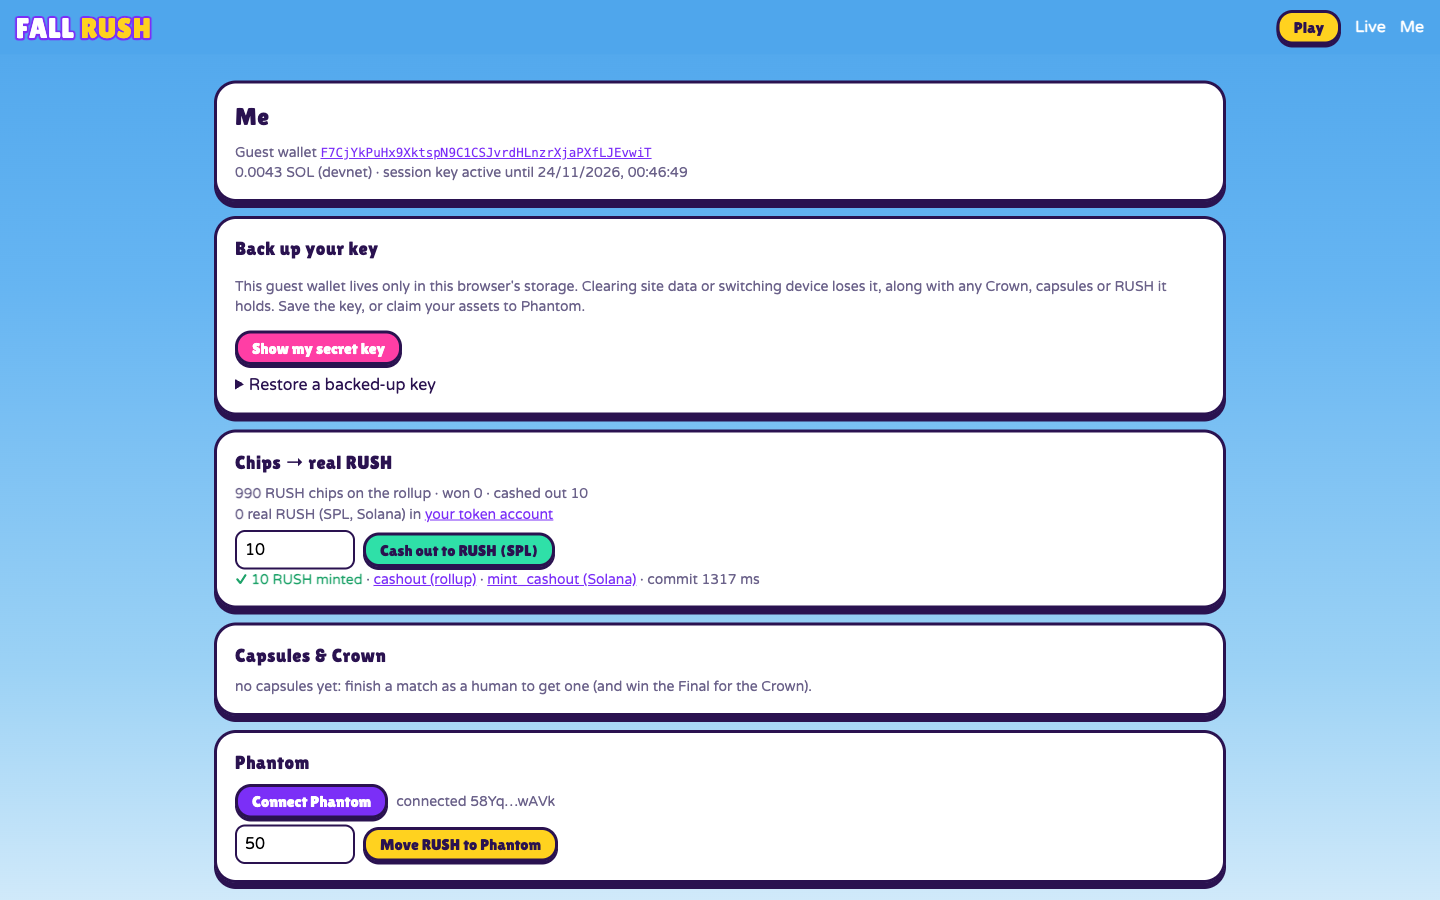 FALL RUSH
Play Live Me
Me
Guest wallet F7CjYkPuHx9XktspN9C1CSJvrdHLnzrXjaPXfLJEvwiT
0.0043 SOL (devnet) · session key active until 24/11/2026, 00:46:49
Back up your key
This guest wallet lives only in this browser's storage. Clearing site data or switching device loses it, along with any Crown, capsules or RUSH it
holds. Save the key, or claim your assets to Phantom.
Show my secret key
▶ Restore a backed-up key
Chips → real RUSH
990 RUSH chips on the rollup · won 0 · cashed out 10
0 real RUSH (SPL, Solana) in your token account
10 Cash out to RUSH (SPL)
✓ 10 RUSH minted · cashout (rollup) · mint_cashout (Solana) · commit 1317 ms
Capsules & Crown
no capsules yet: finish a match as a human to get one (and win the Final for the Crown).
Phantom
Connect Phantom connected 58Yq…wAVk
50 Move RUSH to Phantom